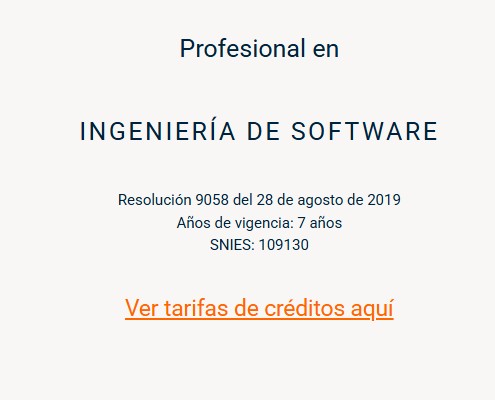 Profesional en
INGENIERÍA DE SOFTWARE
Resolución 9058 del 28 de agosto de 2019
Años de vigencia: 7 años
SNIES: 109130
Ver tarifas de créditos aquí